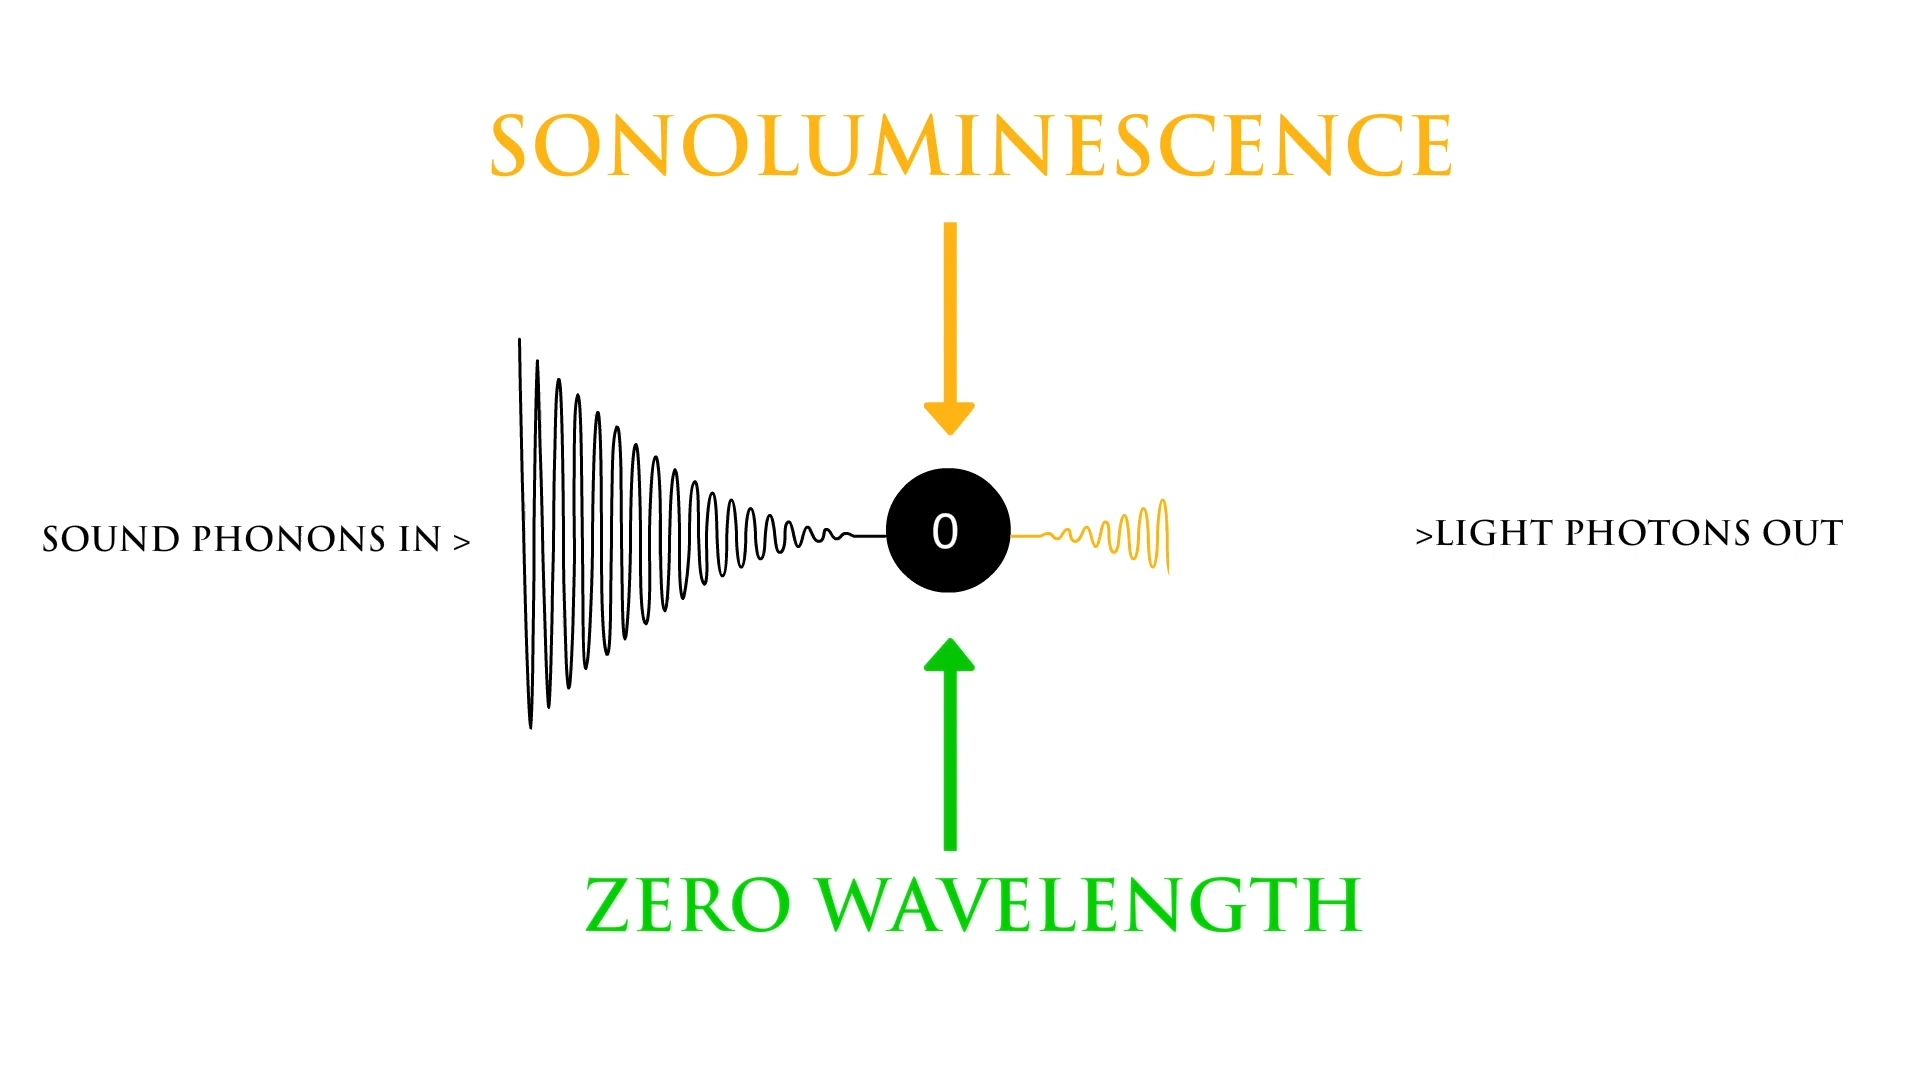 SONOLUMINESCENCE
SOUND PHONONS IN >
0
>LIGHT PHOTONS OUT
ZERO WAVELENGTH